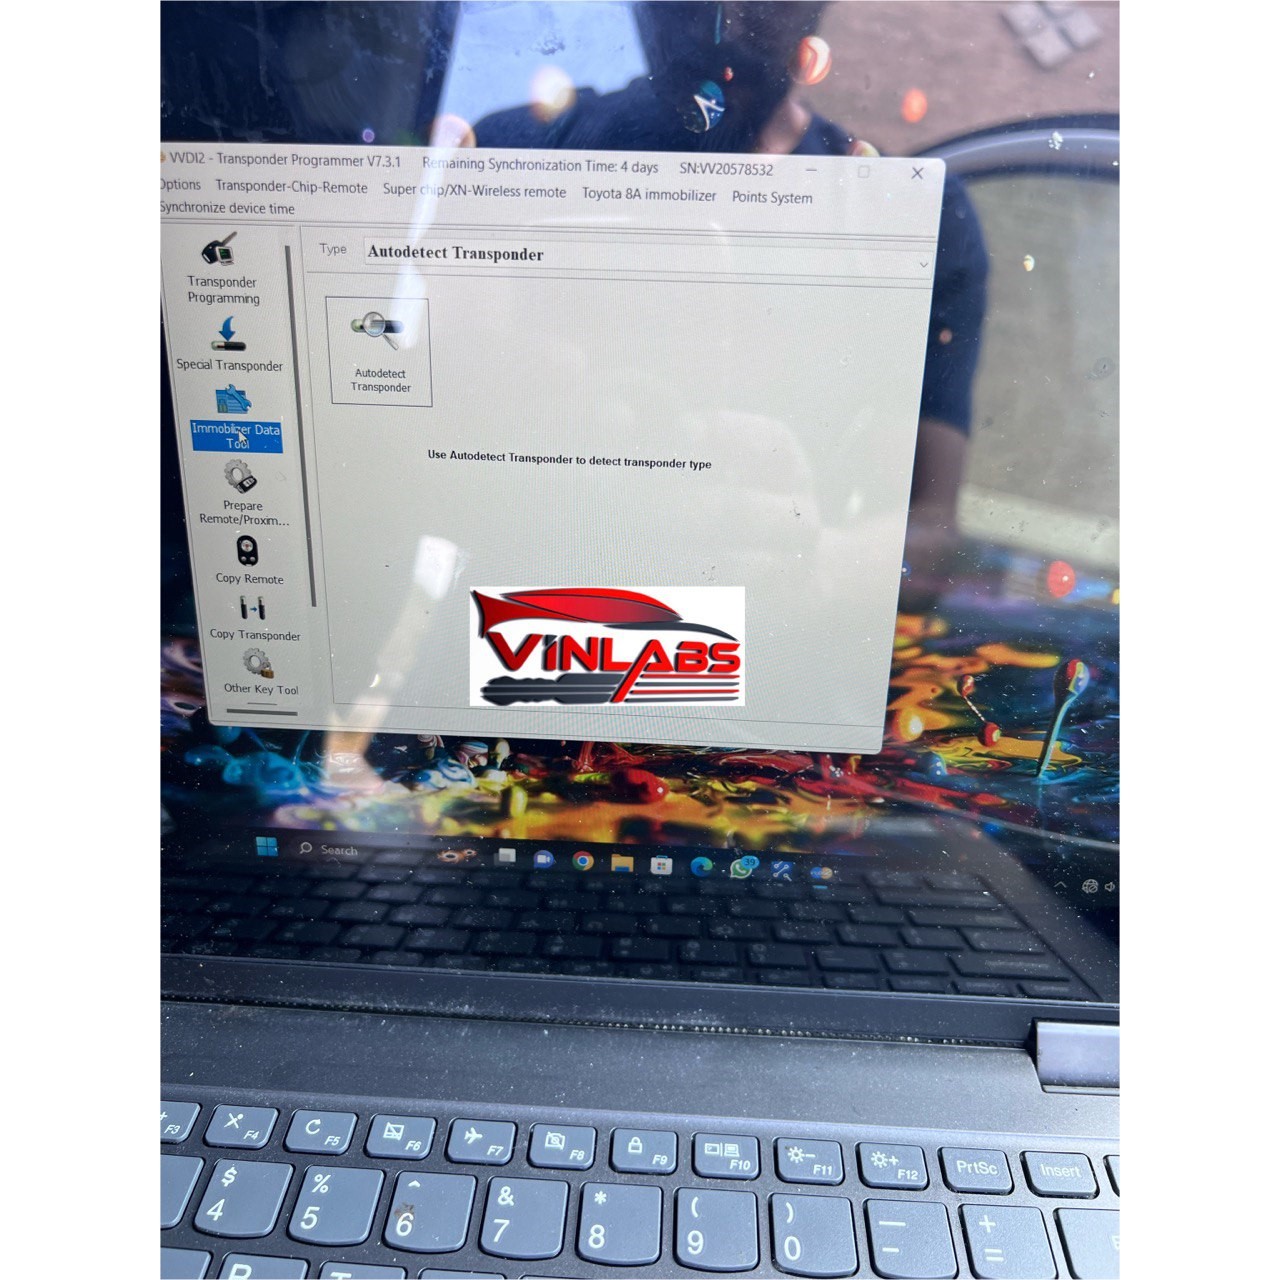 VVDI2 - Transponder Programmer V7.3.1 Remaining Synchronization Time: 4 days SN:VV20578532
Options Transponder-Chip-Remote Super chip/XN-Wireless remote Toyota 8A immobilizer Points System
Synchronize device time
Type Autodetect Transponder
Transponder
Programming
Special Transponder
Immobilizer Data
Tool
Prepare
Remote/Proxim...
Copy Remote
Copy Transponder
Other Key Tool
Autodetect
Transponder
Use Autodetect Transponder to detect transponder type
VINLABS
Search
39
F3 F4 F5 F6 F7 F8 F9 F10 F11 F12 PrtSc Insert
$ % ^ & * ( ) — +
4 5 6 7 8 9 0 - =